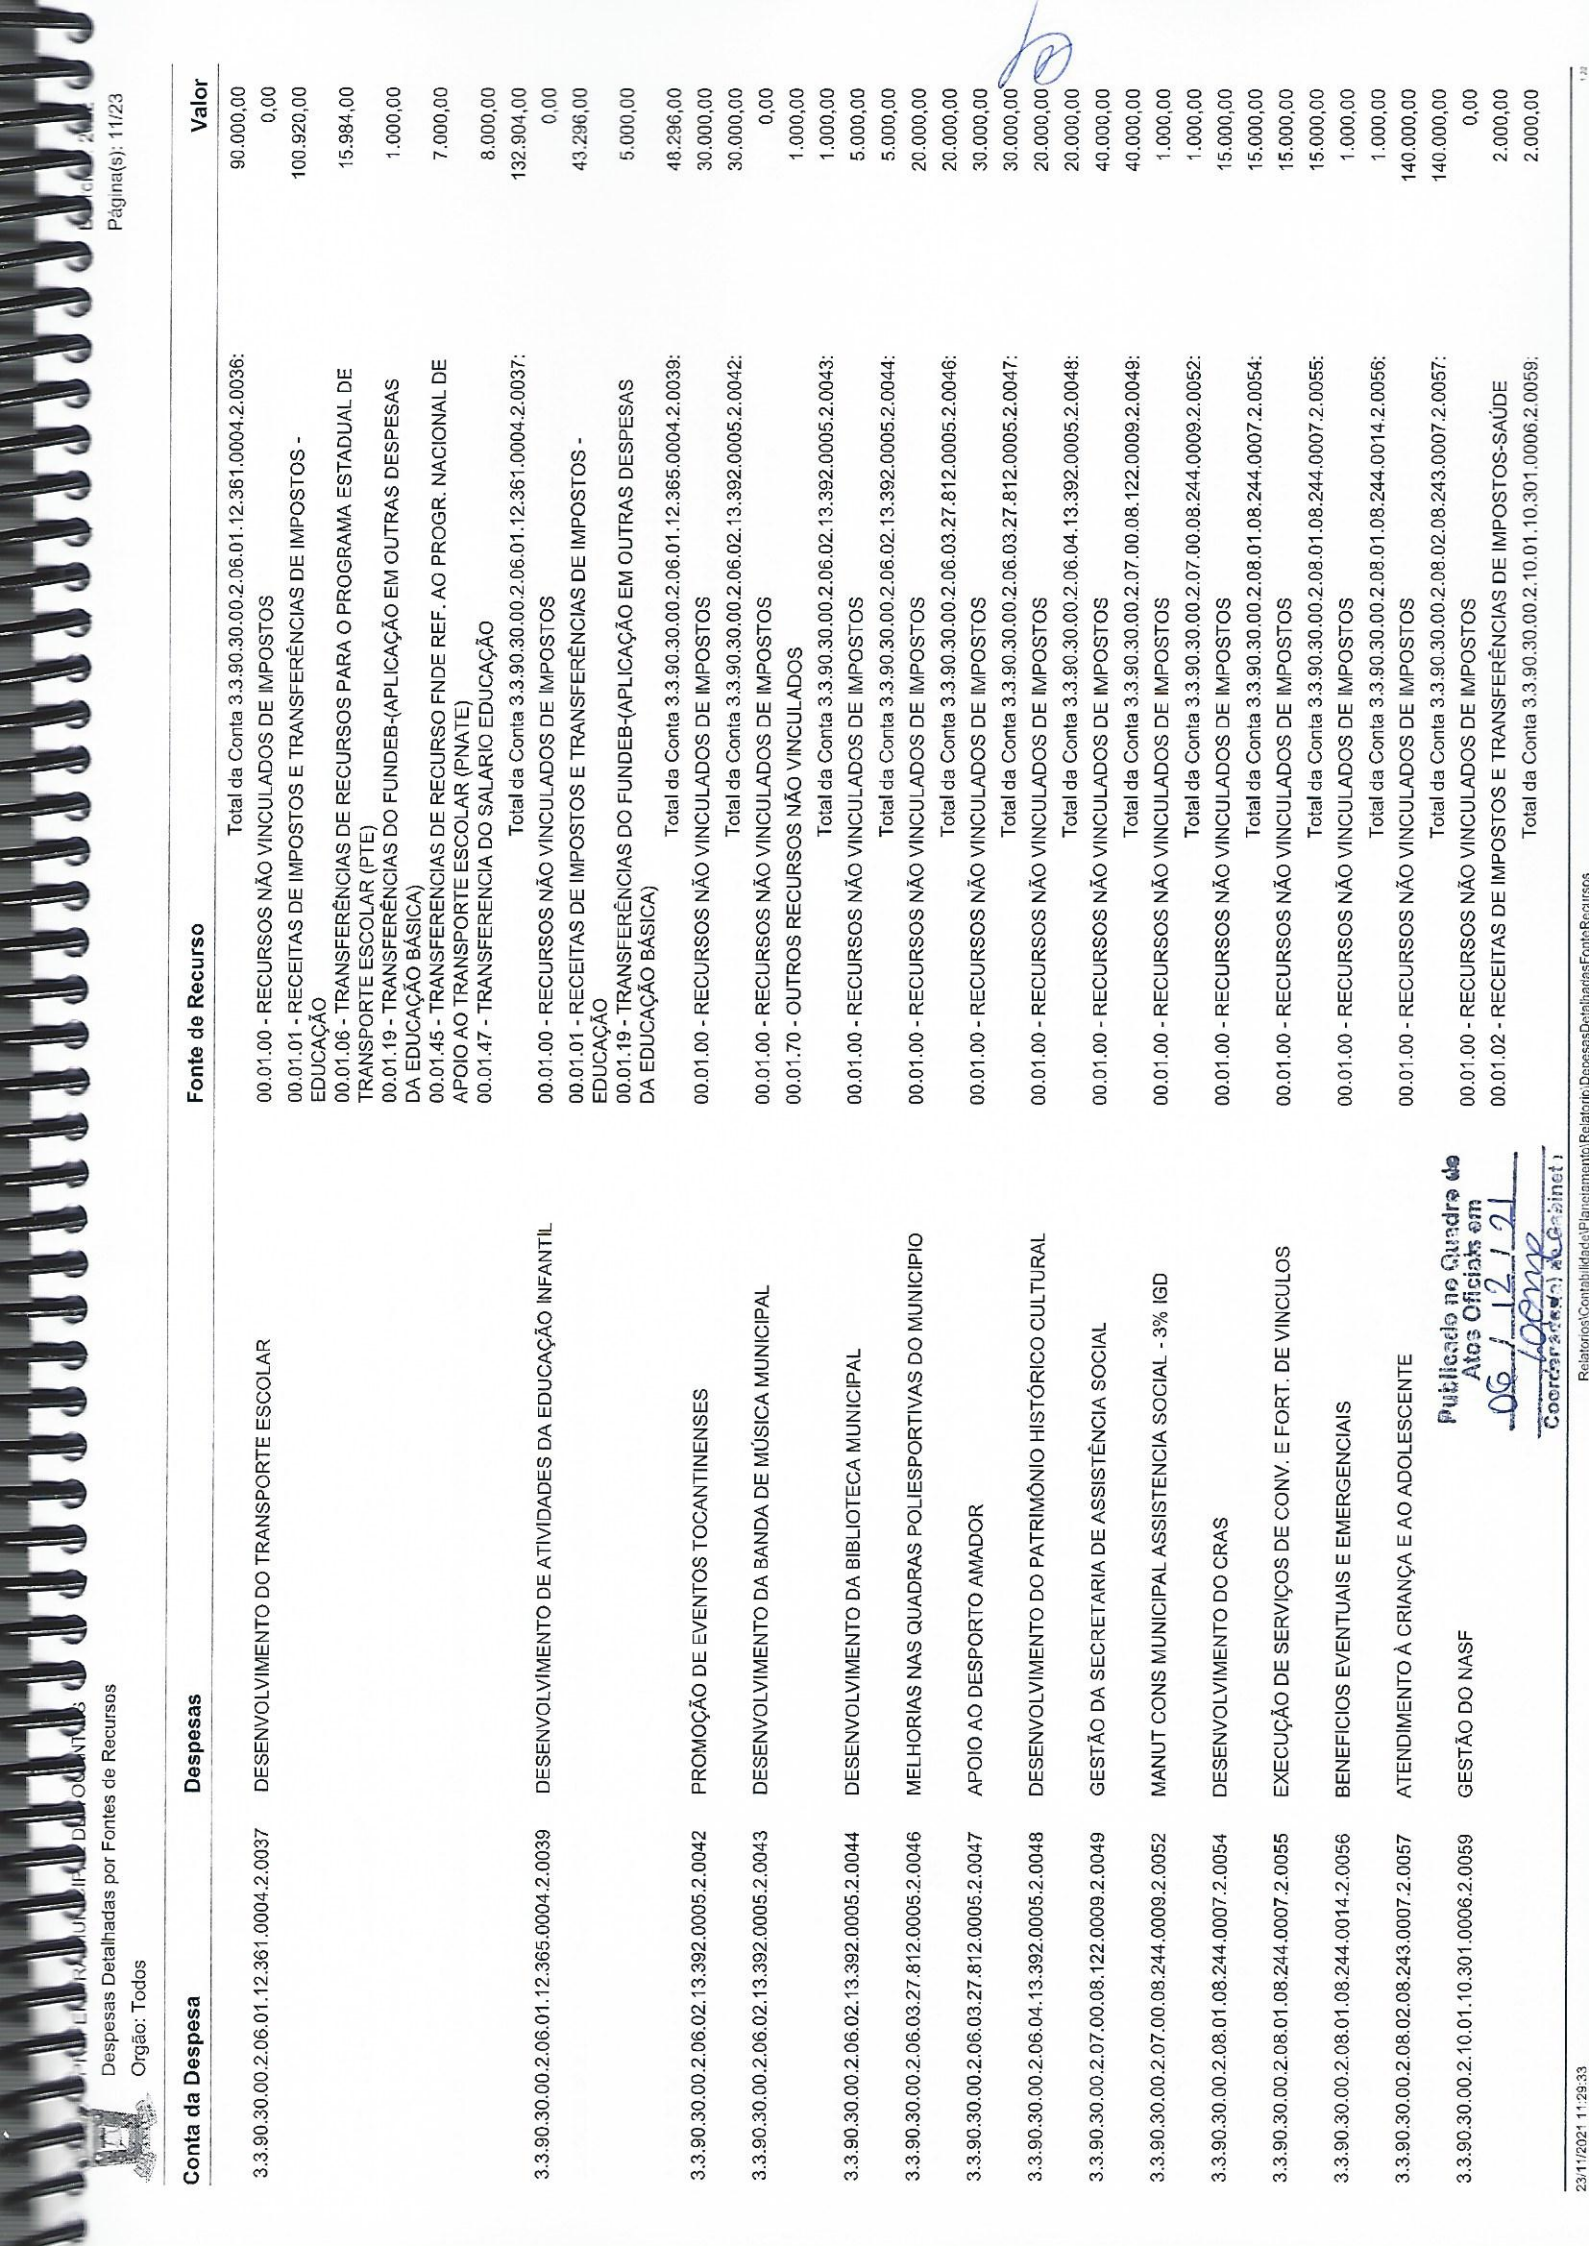 Despesas Detalhadas por Fontes de Recursos
Página(s): 11/23
Orgão: Todos
Conta da Despesa Despesas Fonte de Recurso Valor
Total da Conta 3.3.90.30.00.2.06.01.12.361.0004.2.0036: 90.000,00
3.3.90.30.00.2.06.01.12.361.0004.2.0037 DESENVOLVIMENTO DO TRANSPORTE ESCOLAR 00.01.00 - RECURSOS NÃO VINCULADOS DE IMPOSTOS 0,00
00.01.01 - RECEITAS DE IMPOSTOS E TRANSFERÊNCIAS DE IMPOSTOS - 100.920,00
EDUCAÇÃO
00.01.06 - TRANSFERÊNCIAS DE RECURSOS PARA O PROGRAMA ESTADUAL DE 15.984,00
TRANSPORTE ESCOLAR (PTE)
00.01.19 - TRANSFERÊNCIAS DO FUNDEB-(APLICAÇÃO EM OUTRAS DESPESAS 1.000,00
DA EDUCAÇÃO BÁSICA)
00.01.45 - TRANSFERENCIAS DE RECURSO FNDE REF. AO PROGR. NACIONAL DE 7.000,00
APOIO AO TRANSPORTE ESCOLAR (PNATE)
00.01.47 - TRANSFERENCIA DO SALARIO EDUCAÇÃO 8.000,00
Total da Conta 3.3.90.30.00.2.06.01.12.361.0004.2.0037: 132.904,00
3.3.90.30.00.2.06.01.12.365.0004.2.0039 DESENVOLVIMENTO DE ATIVIDADES DA EDUCAÇÃO INFANTIL 00.01.00 - RECURSOS NÃO VINCULADOS DE IMPOSTOS 0,00
00.01.01 - RECEITAS DE IMPOSTOS E TRANSFERÊNCIAS DE IMPOSTOS - 43.296,00
EDUCAÇÃO
00.01.19 - TRANSFERÊNCIAS DO FUNDEB-(APLICAÇÃO EM OUTRAS DESPESAS 5.000,00
DA EDUCAÇÃO BÁSICA)
Total da Conta 3.3.90.30.00.2.06.01.12.365.0004.2.0039: 48.296,00
3.3.90.30.00.2.06.02.13.392.0005.2.0042 PROMOÇÃO DE EVENTOS TOCANTINENSES 00.01.00 - RECURSOS NÃO VINCULADOS DE IMPOSTOS 30.000,00
Total da Conta 3.3.90.30.00.2.06.02.13.392.0005.2.0042: 30.000,00
3.3.90.30.00.2.06.02.13.392.0005.2.0043 DESENVOLVIMENTO DA BANDA DE MÚSICA MUNICIPAL 00.01.00 - RECURSOS NÃO VINCULADOS DE IMPOSTOS 0,00
00.01.70 - OUTROS RECURSOS NÃO VINCULADOS 1.000,00
Total da Conta 3.3.90.30.00.2.06.02.13.392.0005.2.0043: 1.000,00
3.3.90.30.00.2.06.02.13.392.0005.2.0044 DESENVOLVIMENTO DA BIBLIOTECA MUNICIPAL 00.01.00 - RECURSOS NÃO VINCULADOS DE IMPOSTOS 5.000,00
Total da Conta 3.3.90.30.00.2.06.02.13.392.0005.2.0044: 5.000,00
3.3.90.30.00.2.06.03.27.812.0005.2.0046 MELHORIAS NAS QUADRAS POLIESPORTIVAS DO MUNICIPIO 00.01.00 - RECURSOS NÃO VINCULADOS DE IMPOSTOS 20.000,00
Total da Conta 3.3.90.30.00.2.06.03.27.812.0005.2.0046: 20.000,00
3.3.90.30.00.2.06.03.27.812.0005.2.0047 APOIO AO DESPORTO AMADOR 00.01.00 - RECURSOS NÃO VINCULADOS DE IMPOSTOS 30.000,00
Total da Conta 3.3.90.30.00.2.06.03.27.812.0005.2.0047: 30.000,00
3.3.90.30.00.2.06.04.13.392.0005.2.0048 DESENVOLVIMENTO DO PATRIMÔNIO HISTÓRICO CULTURAL 00.01.00 - RECURSOS NÃO VINCULADOS DE IMPOSTOS 20.000,00
Total da Conta 3.3.90.30.00.2.06.04.13.392.0005.2.0048: 20.000,00
3.3.90.30.00.2.07.00.08.122.0009.2.0049 GESTÃO DA SECRETARIA DE ASSISTÊNCIA SOCIAL 00.01.00 - RECURSOS NÃO VINCULADOS DE IMPOSTOS 40.000,00
Total da Conta 3.3.90.30.00.2.07.00.08.122.0009.2.0049: 40.000,00
3.3.90.30.00.2.07.00.08.244.0009.2.0052 MANUT CONS MUNICIPAL ASSISTENCIA SOCIAL - 3% IGD 00.01.00 - RECURSOS NÃO VINCULADOS DE IMPOSTOS 1.000,00
Total da Conta 3.3.90.30.00.2.07.00.08.244.0009.2.0052: 1.000,00
3.3.90.30.00.2.08.01.08.244.0007.2.0054 DESENVOLVIMENTO DO CRAS 00.01.00 - RECURSOS NÃO VINCULADOS DE IMPOSTOS 15.000,00
Total da Conta 3.3.90.30.00.2.08.01.08.244.0007.2.0054: 15.000,00
3.3.90.30.00.2.08.01.08.244.0007.2.0055 EXECUÇÃO DE SERVIÇOS DE CONV. E FORT. DE VINCULOS 00.01.00 - RECURSOS NÃO VINCULADOS DE IMPOSTOS 15.000,00
Total da Conta 3.3.90.30.00.2.08.01.08.244.0007.2.0055: 15.000,00
3.3.90.30.00.2.08.01.08.244.0014.2.0056 BENEFICIOS EVENTUAIS E EMERGENCIAIS 00.01.00 - RECURSOS NÃO VINCULADOS DE IMPOSTOS 1.000,00
Total da Conta 3.3.90.30.00.2.08.01.08.244.0014.2.0056: 1.000,00
3.3.90.30.00.2.08.02.08.243.0007.2.0057 ATENDIMENTO À CRIANÇA E AO ADOLESCENTE 00.01.00 - RECURSOS NÃO VINCULADOS DE IMPOSTOS 140.000,00
Total da Conta 3.3.90.30.00.2.08.02.08.243.0007.2.0057: 140.000,00
3.3.90.30.00.2.10.01.10.301.0006.2.0059 GESTÃO DO NASF 00.01.00 - RECURSOS NÃO VINCULADOS DE IMPOSTOS 0,00
00.01.02 - RECEITAS DE IMPOSTOS E TRANSFERÊNCIAS DE IMPOSTOS-SAÚDE 2.000,00
Total da Conta 3.3.90.30.00.2.10.01.10.301.0006.2.0059: 2.000,00
Publicado no Quadro de
Atos Oficiais em
06 / 12 / 21
Coordenador(a) de Gabinete
23/11/2021 11:29:33 Relatorios\Contabilidade\Planejamento\Relatorio\DepesasDetalhadasFonteRecursos